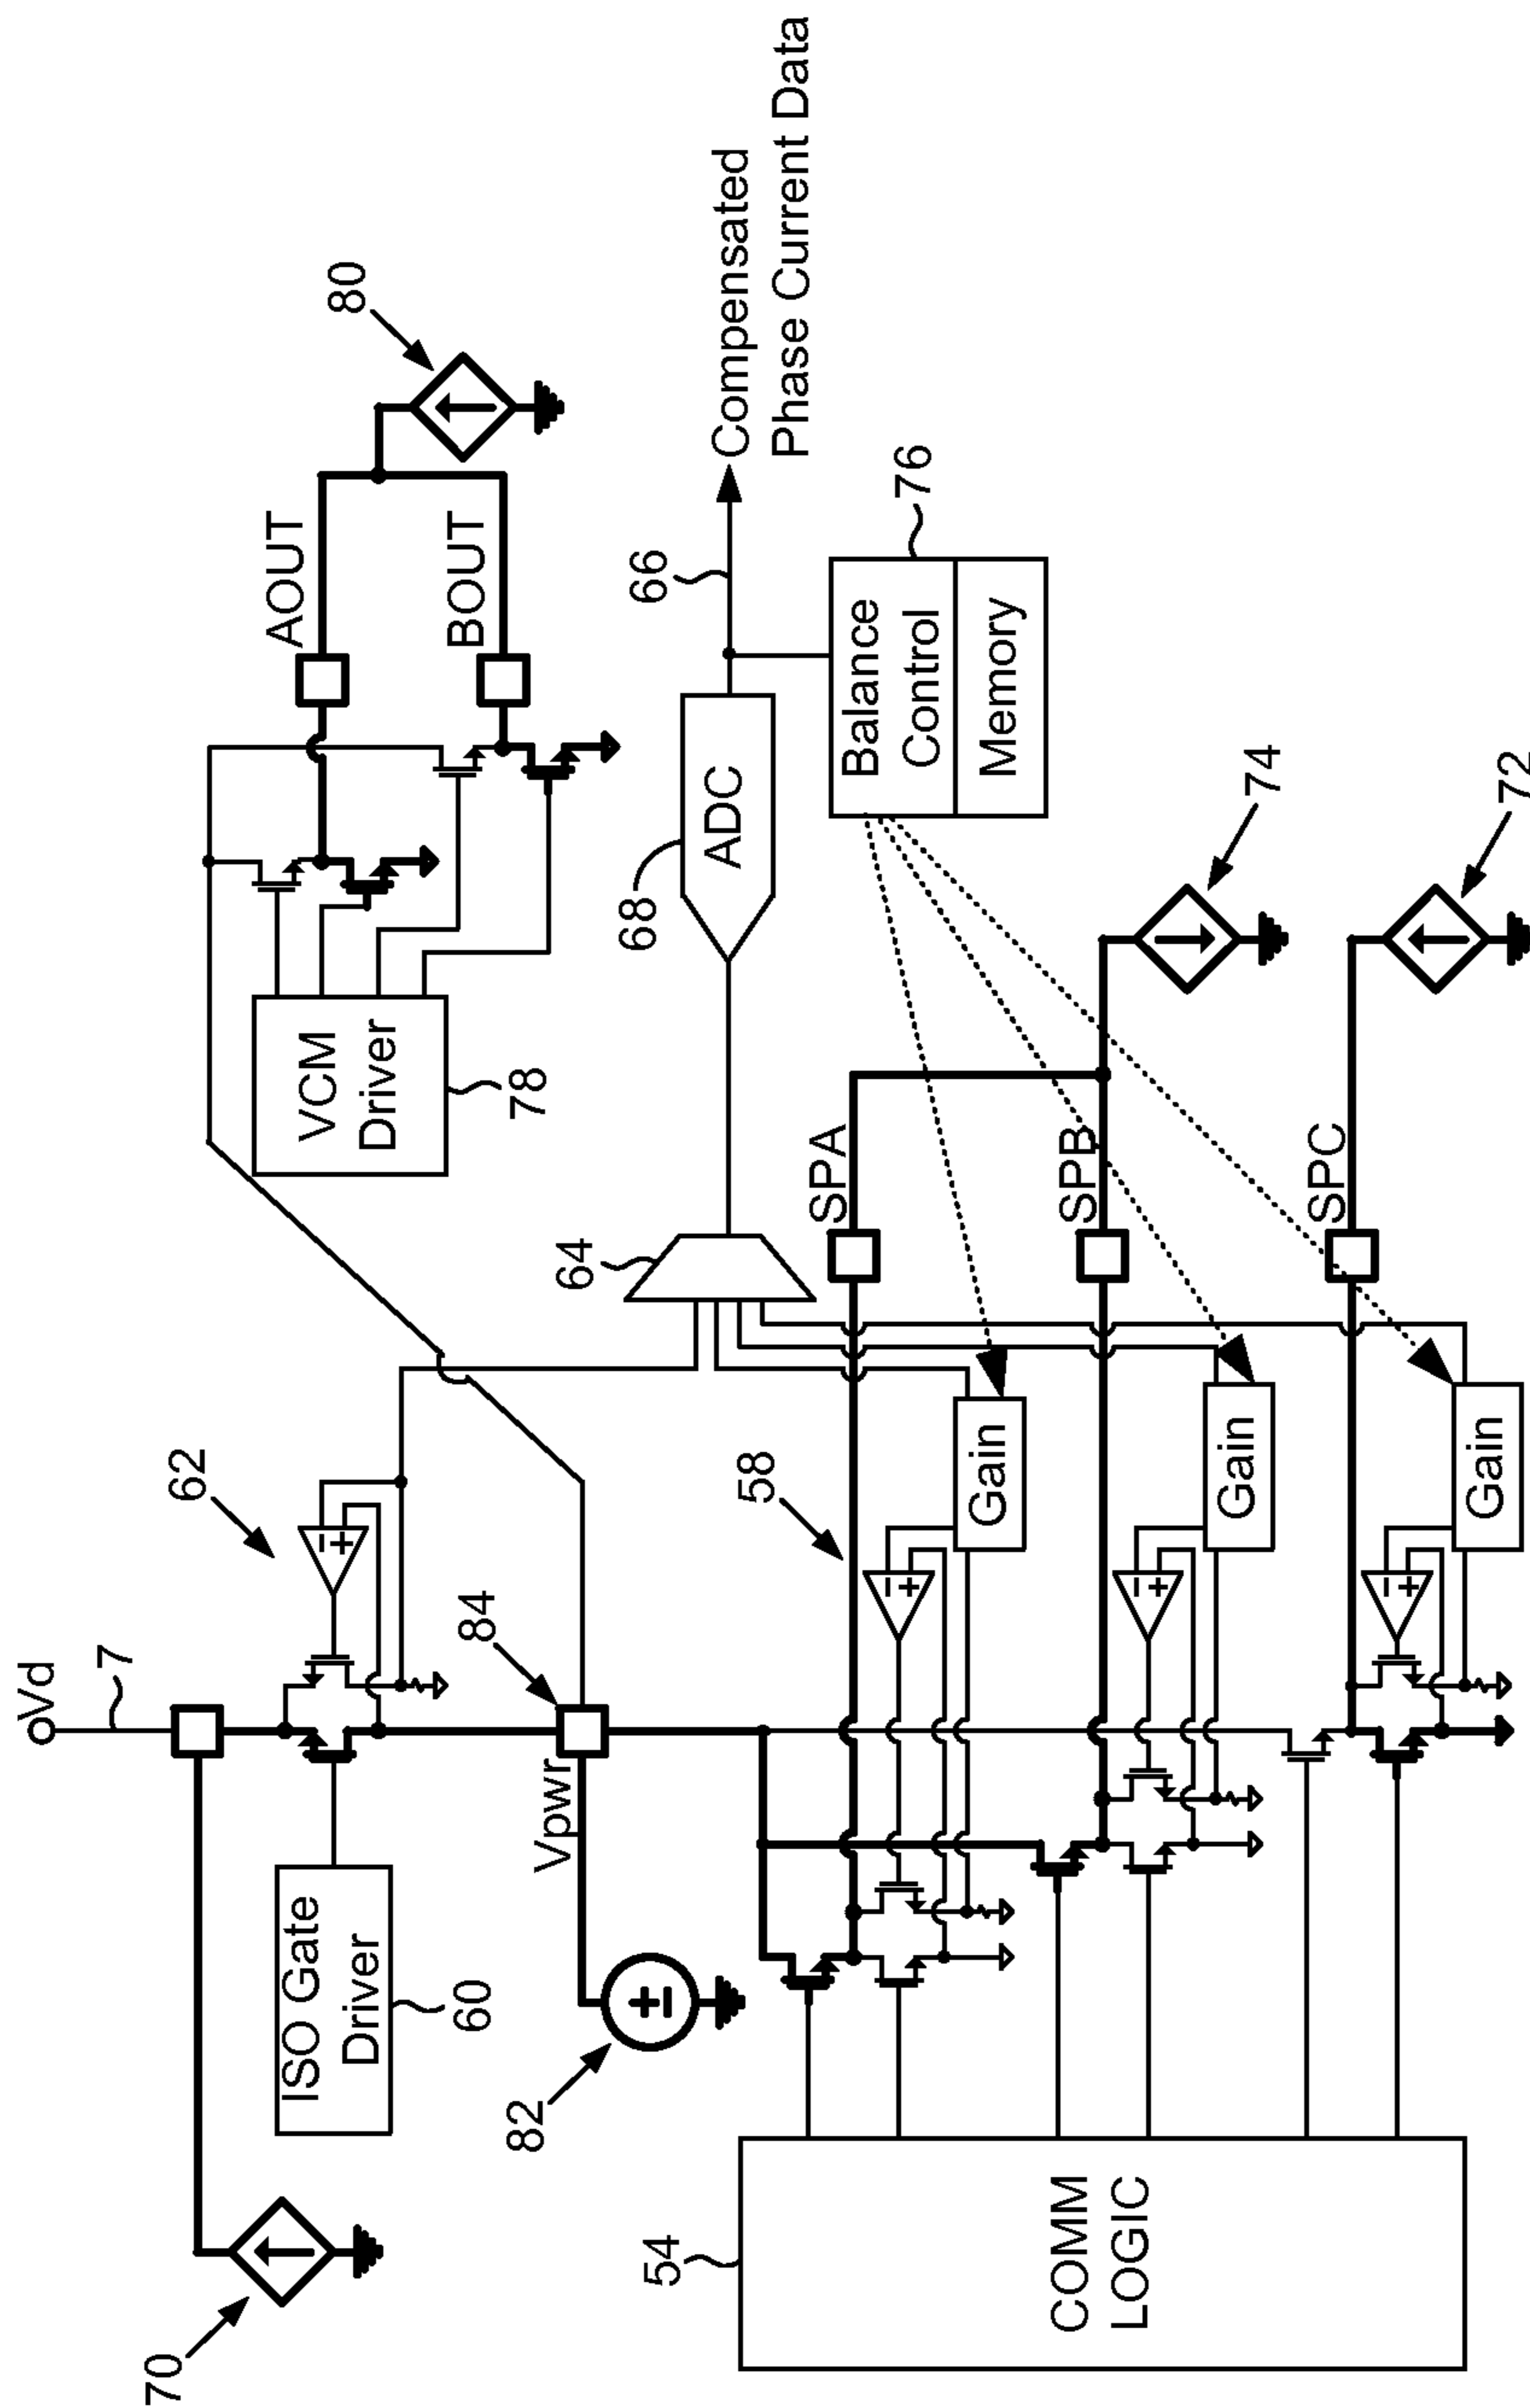 oVd
7
62
70
ISO Gate
Driver
60
84
Vpwr
82
VCM
Driver
78
AOUT
BOUT
80
64
68
ADC
66
Compensated
Phase Current Data
Balance
Control
Memory
76
54
COMM
LOGIC
58
Gain
Gain
Gain
SPA
SPB
SPC
74
72